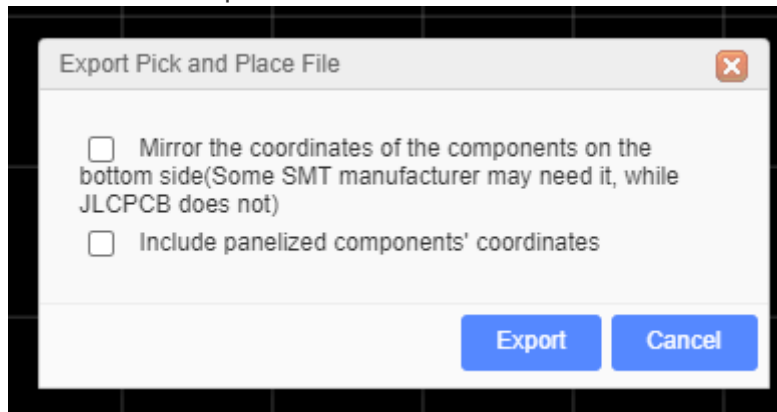 Export Pick and Place File
Mirror the coordinates of the components on the
bottom side(Some SMT manufacturer may need it, while
JLCPCB does not)
Include panelized components' coordinates
Export Cancel